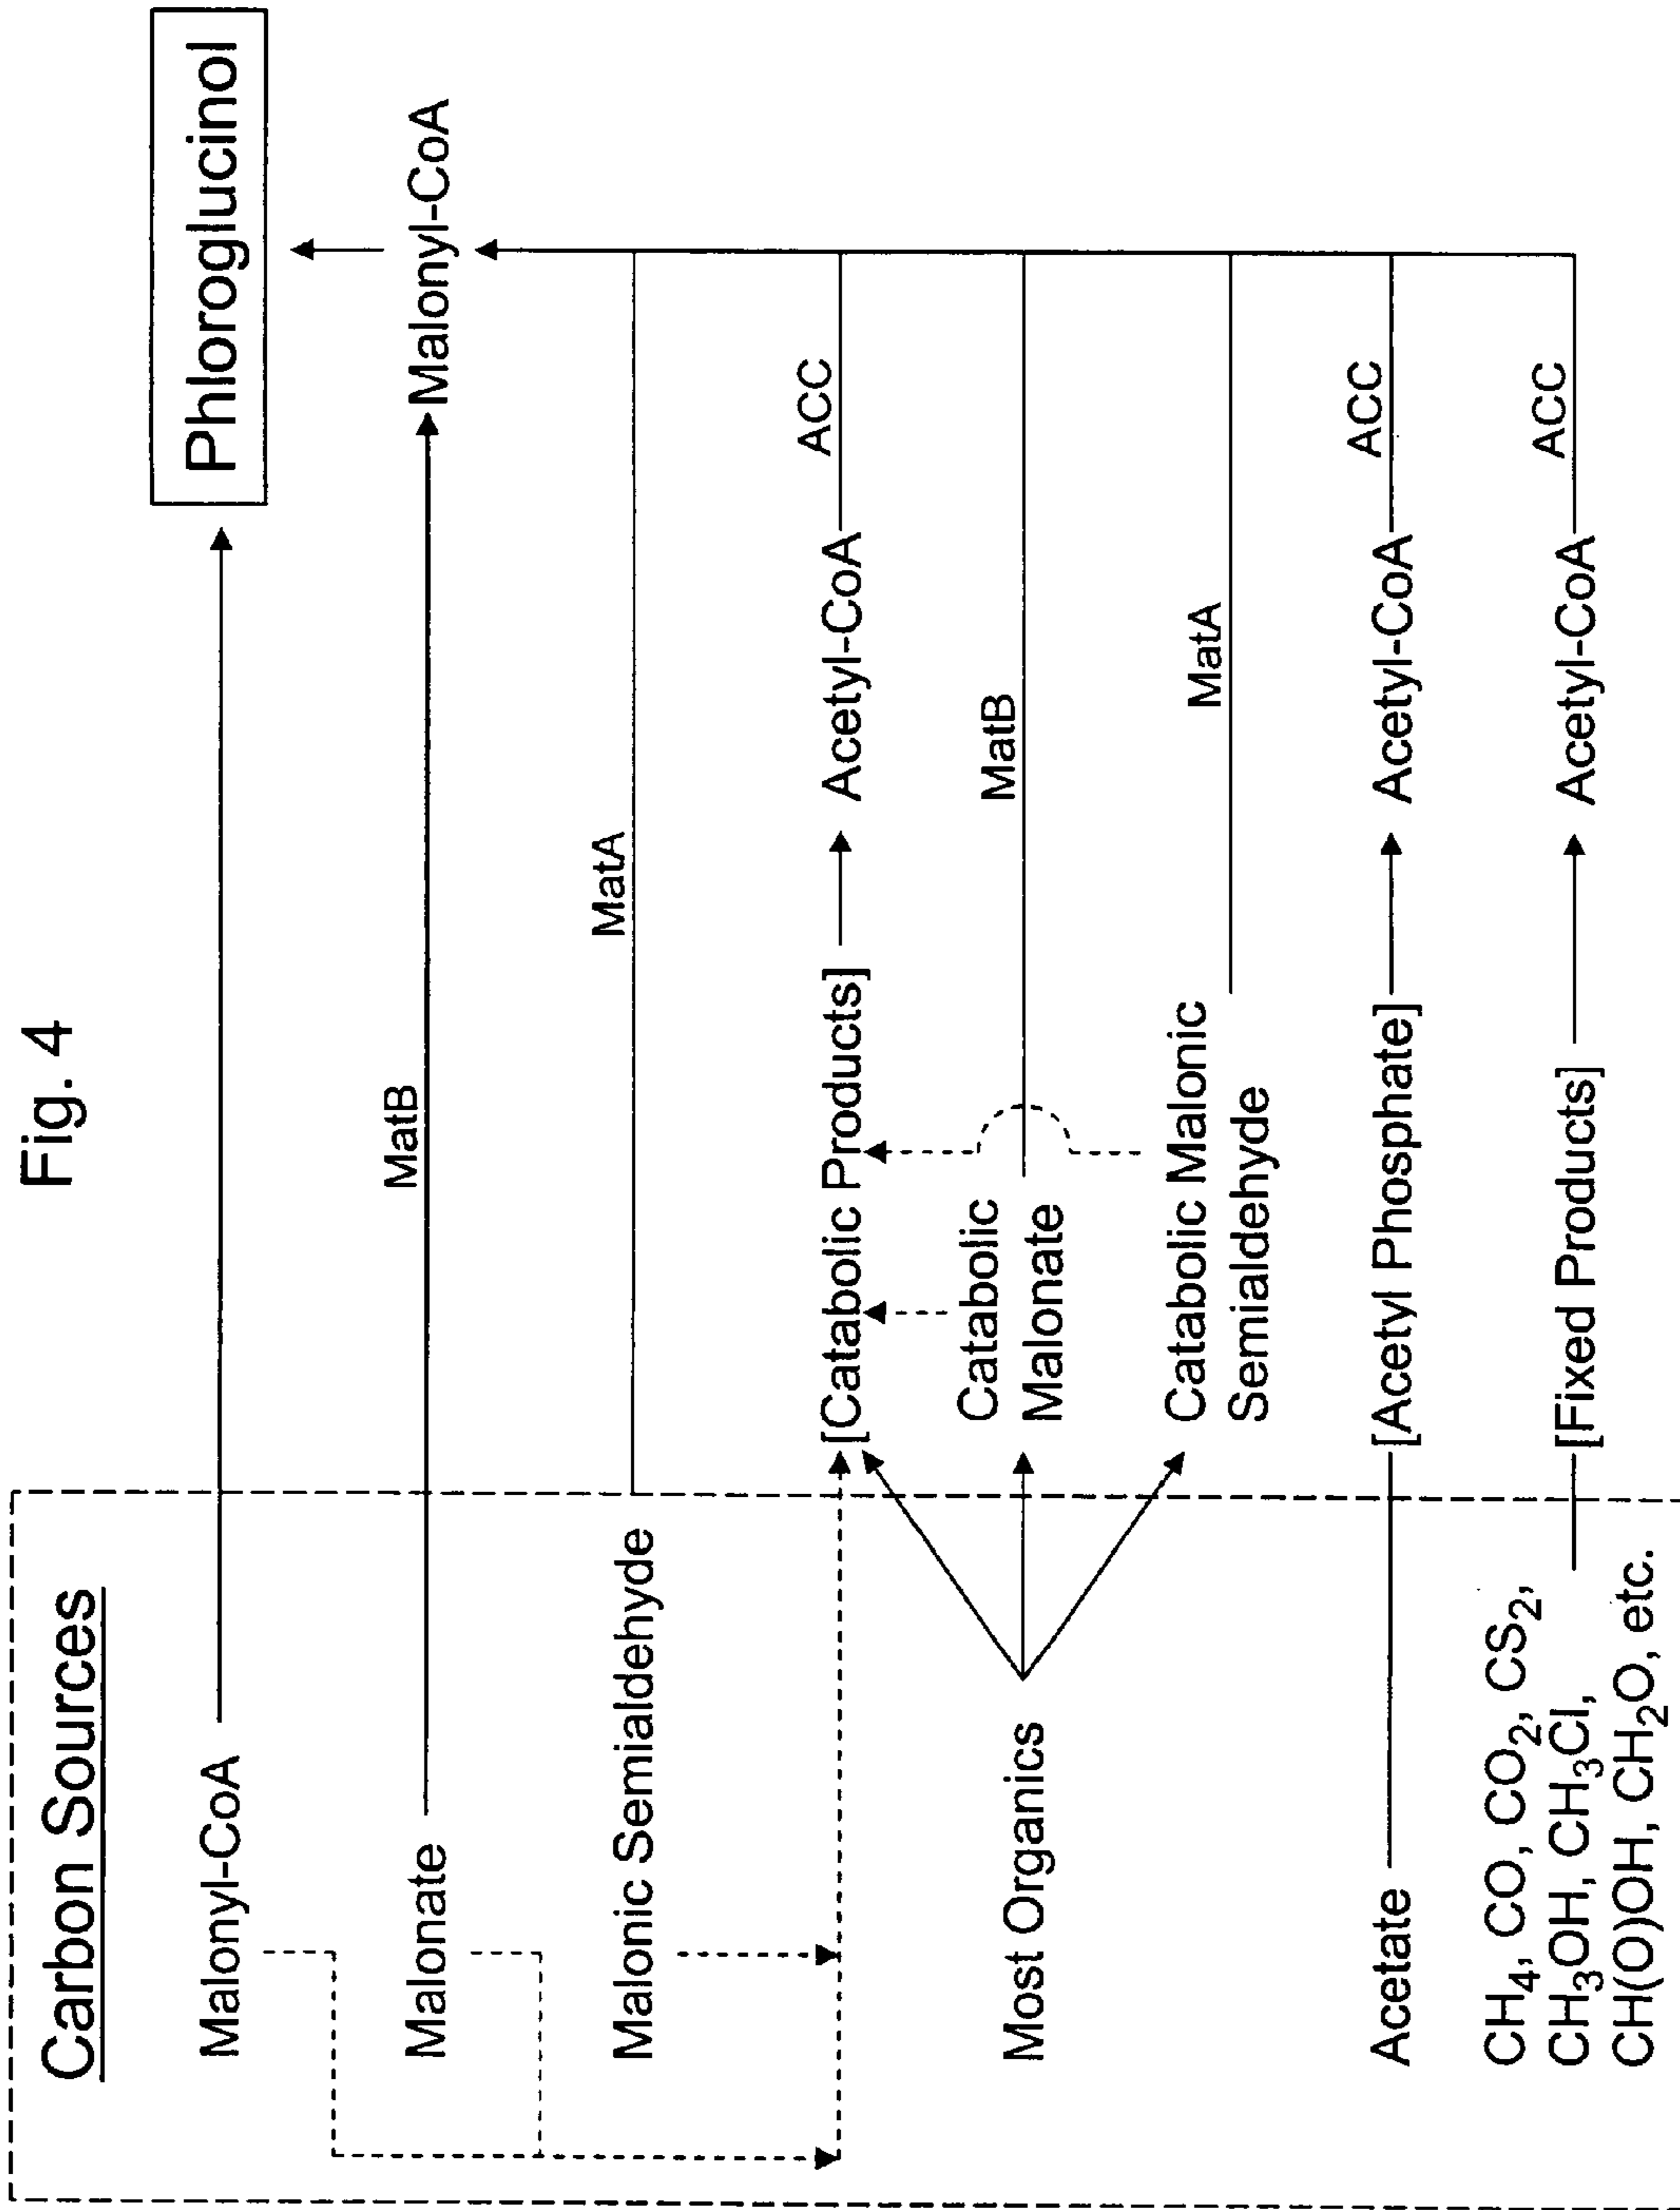 Fig. 4
Carbon Sources
Malonyl-CoA
Phloroglucinol
Malonate
MatB
Malonyl-CoA
Malonic Semialdehyde
MatA
[Catabolic Products]
Acetyl-CoA
ACC
Most Organics
Catabolic
Malonate
MatB
Catabolic Malonic
Semialdehyde
MatA
Acetate
[Acetyl Phosphate]
Acetyl-CoA
ACC
CH₄, CO, CO₂, CS₂,
CH₃OH, CH₃Cl,
CH(O)OH, CH₂O, etc.
[Fixed Products]
Acetyl-CoA
ACC